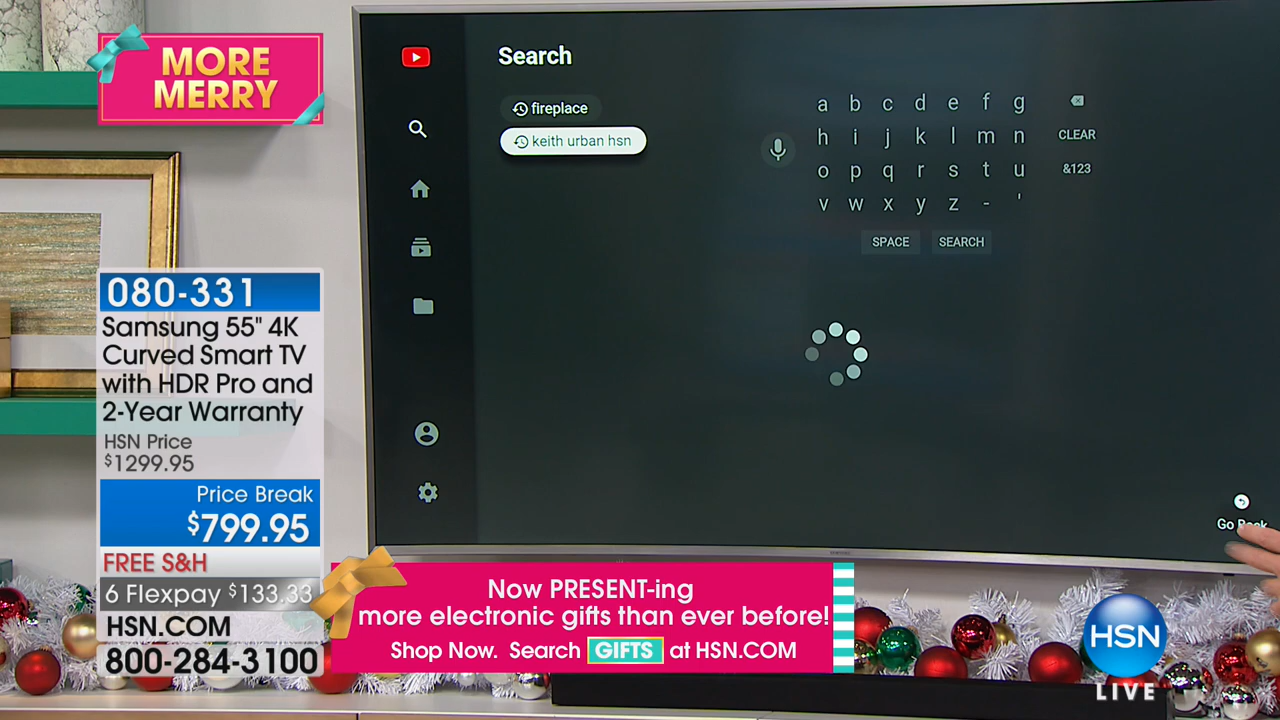 MORE
MERRY
080-331
Samsung 55" 4K
Curved Smart TV
with HDR Pro and
2-Year Warranty
HSN Price
$1299.95
Price Break
$799.95
FREE S&H
6 Flexpay $133.33
HSN.COM
800-284-3100
Search
fireplace
keith urban hsn
a b c d e f g
h i j k l m n
CLEAR
o p q r s t u
&123
v w x y z - '
SPACE SEARCH
Go Back
SAMSUNG
Now PRESENT-ing
more electronic gifts than ever before!
Shop Now. Search GIFTS at HSN.COM
HSN
LIVE